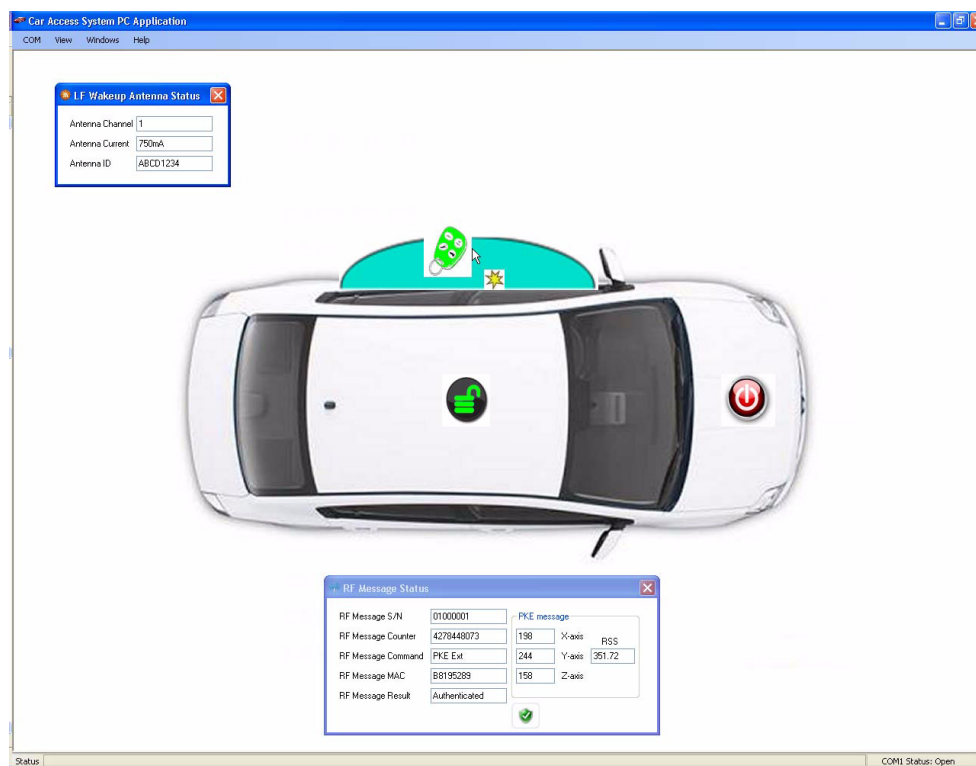 Car Access System PC Application
COM View Windows Help
LF Wakeup Antenna Status
Antenna Channel 1
Antenna Current 750mA
Antenna ID ABCD1234
RF Message Status
RF Message S/N 01000001
PKE message
RF Message Counter 4278448073
198 X-axis
RSS
RF Message Command PKE Ext
244 Y-axis 351.72
RF Message MAC B8195289
158 Z-axis
RF Message Result Authenticated
Status
COM1 Status: Open